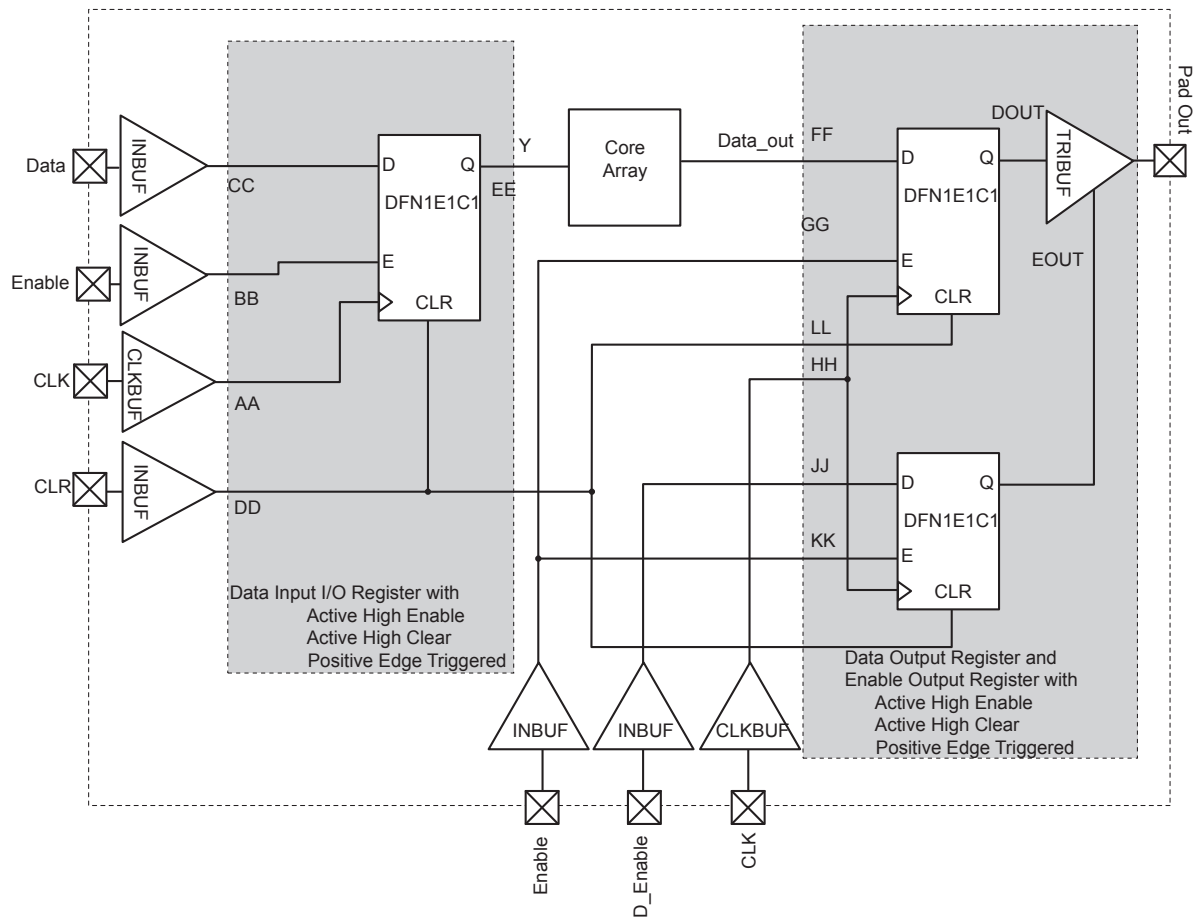 Pad Out
DOUT
INBUF
Y
Core
Array
Data_out
FF
TRIBUF
Data
CC
D
Q
EE
DFN1E1C1
D
Q
DFN1E1C1
GG
INBUF
E
E
EOUT
Enable
BB
CLR
CLR
CLKBUF
LL
HH
CLK
AA
INBUF
JJ
CLR
DD
D
Q
DFN1E1C1
KK
E
CLR
Data Input I/O Register with
Active High Enable
Active High Clear
Positive Edge Triggered
Data Output Register and
Enable Output Register with
Active High Enable
Active High Clear
Positive Edge Triggered
INBUF
INBUF
CLKBUF
Enable
D_Enable
CLK